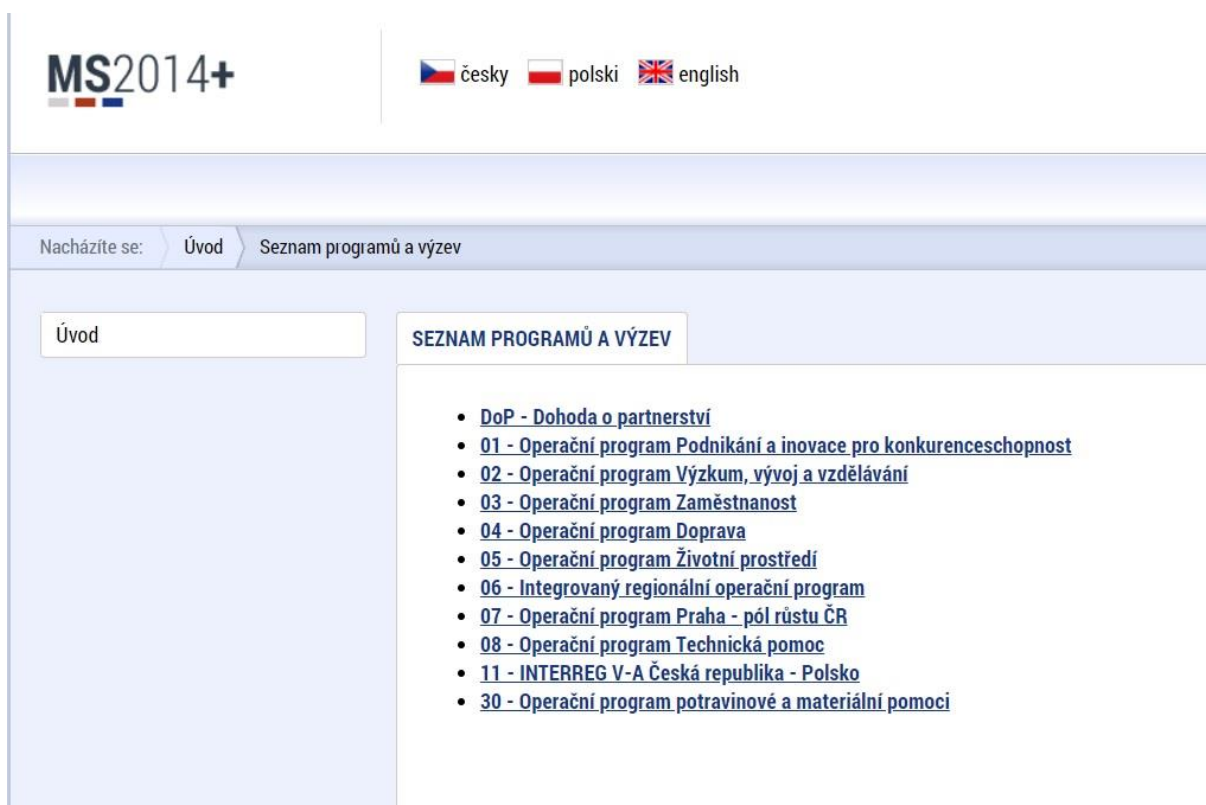 MS2014+
česky polski english
Nacházíte se: Úvod Seznam programů a výzev
Úvod
SEZNAM PROGRAMŮ A VÝZEV
DoP - Dohoda o partnerství
01 - Operační program Podnikání a inovace pro konkurenceschopnost
02 - Operační program Výzkum, vývoj a vzdělávání
03 - Operační program Zaměstnanost
04 - Operační program Doprava
05 - Operační program Životní prostředí
06 - Integrovaný regionální operační program
07 - Operační program Praha - pól růstu ČR
08 - Operační program Technická pomoc
11 - INTERREG V-A Česká republika - Polsko
30 - Operační program potravinové a materiální pomoci